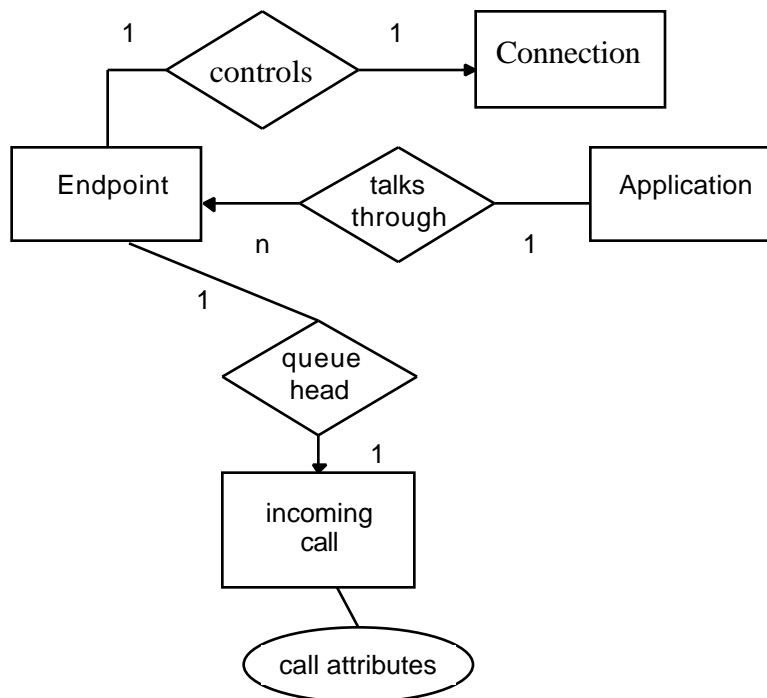 1
1
controls
Connection
Endpoint
talks
through
Application
n
1
1
queue
head
1
incoming
call
call attributes